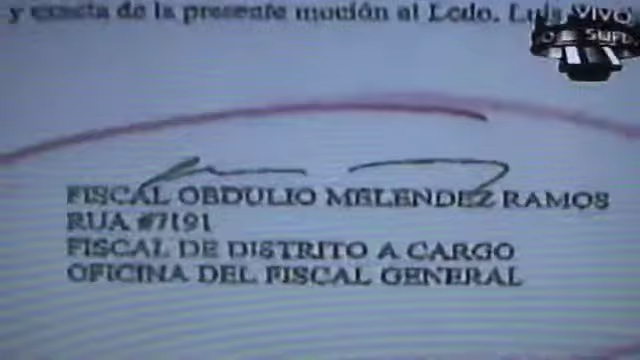 y exacta de la presente moción al Lcdo. Luis
VIVO
FISCAL OBDULIO MELENDEZ RAMOS
RUA #7191
FISCAL DE DISTRITO A CARGO
OFICINA DEL FISCAL GENERAL